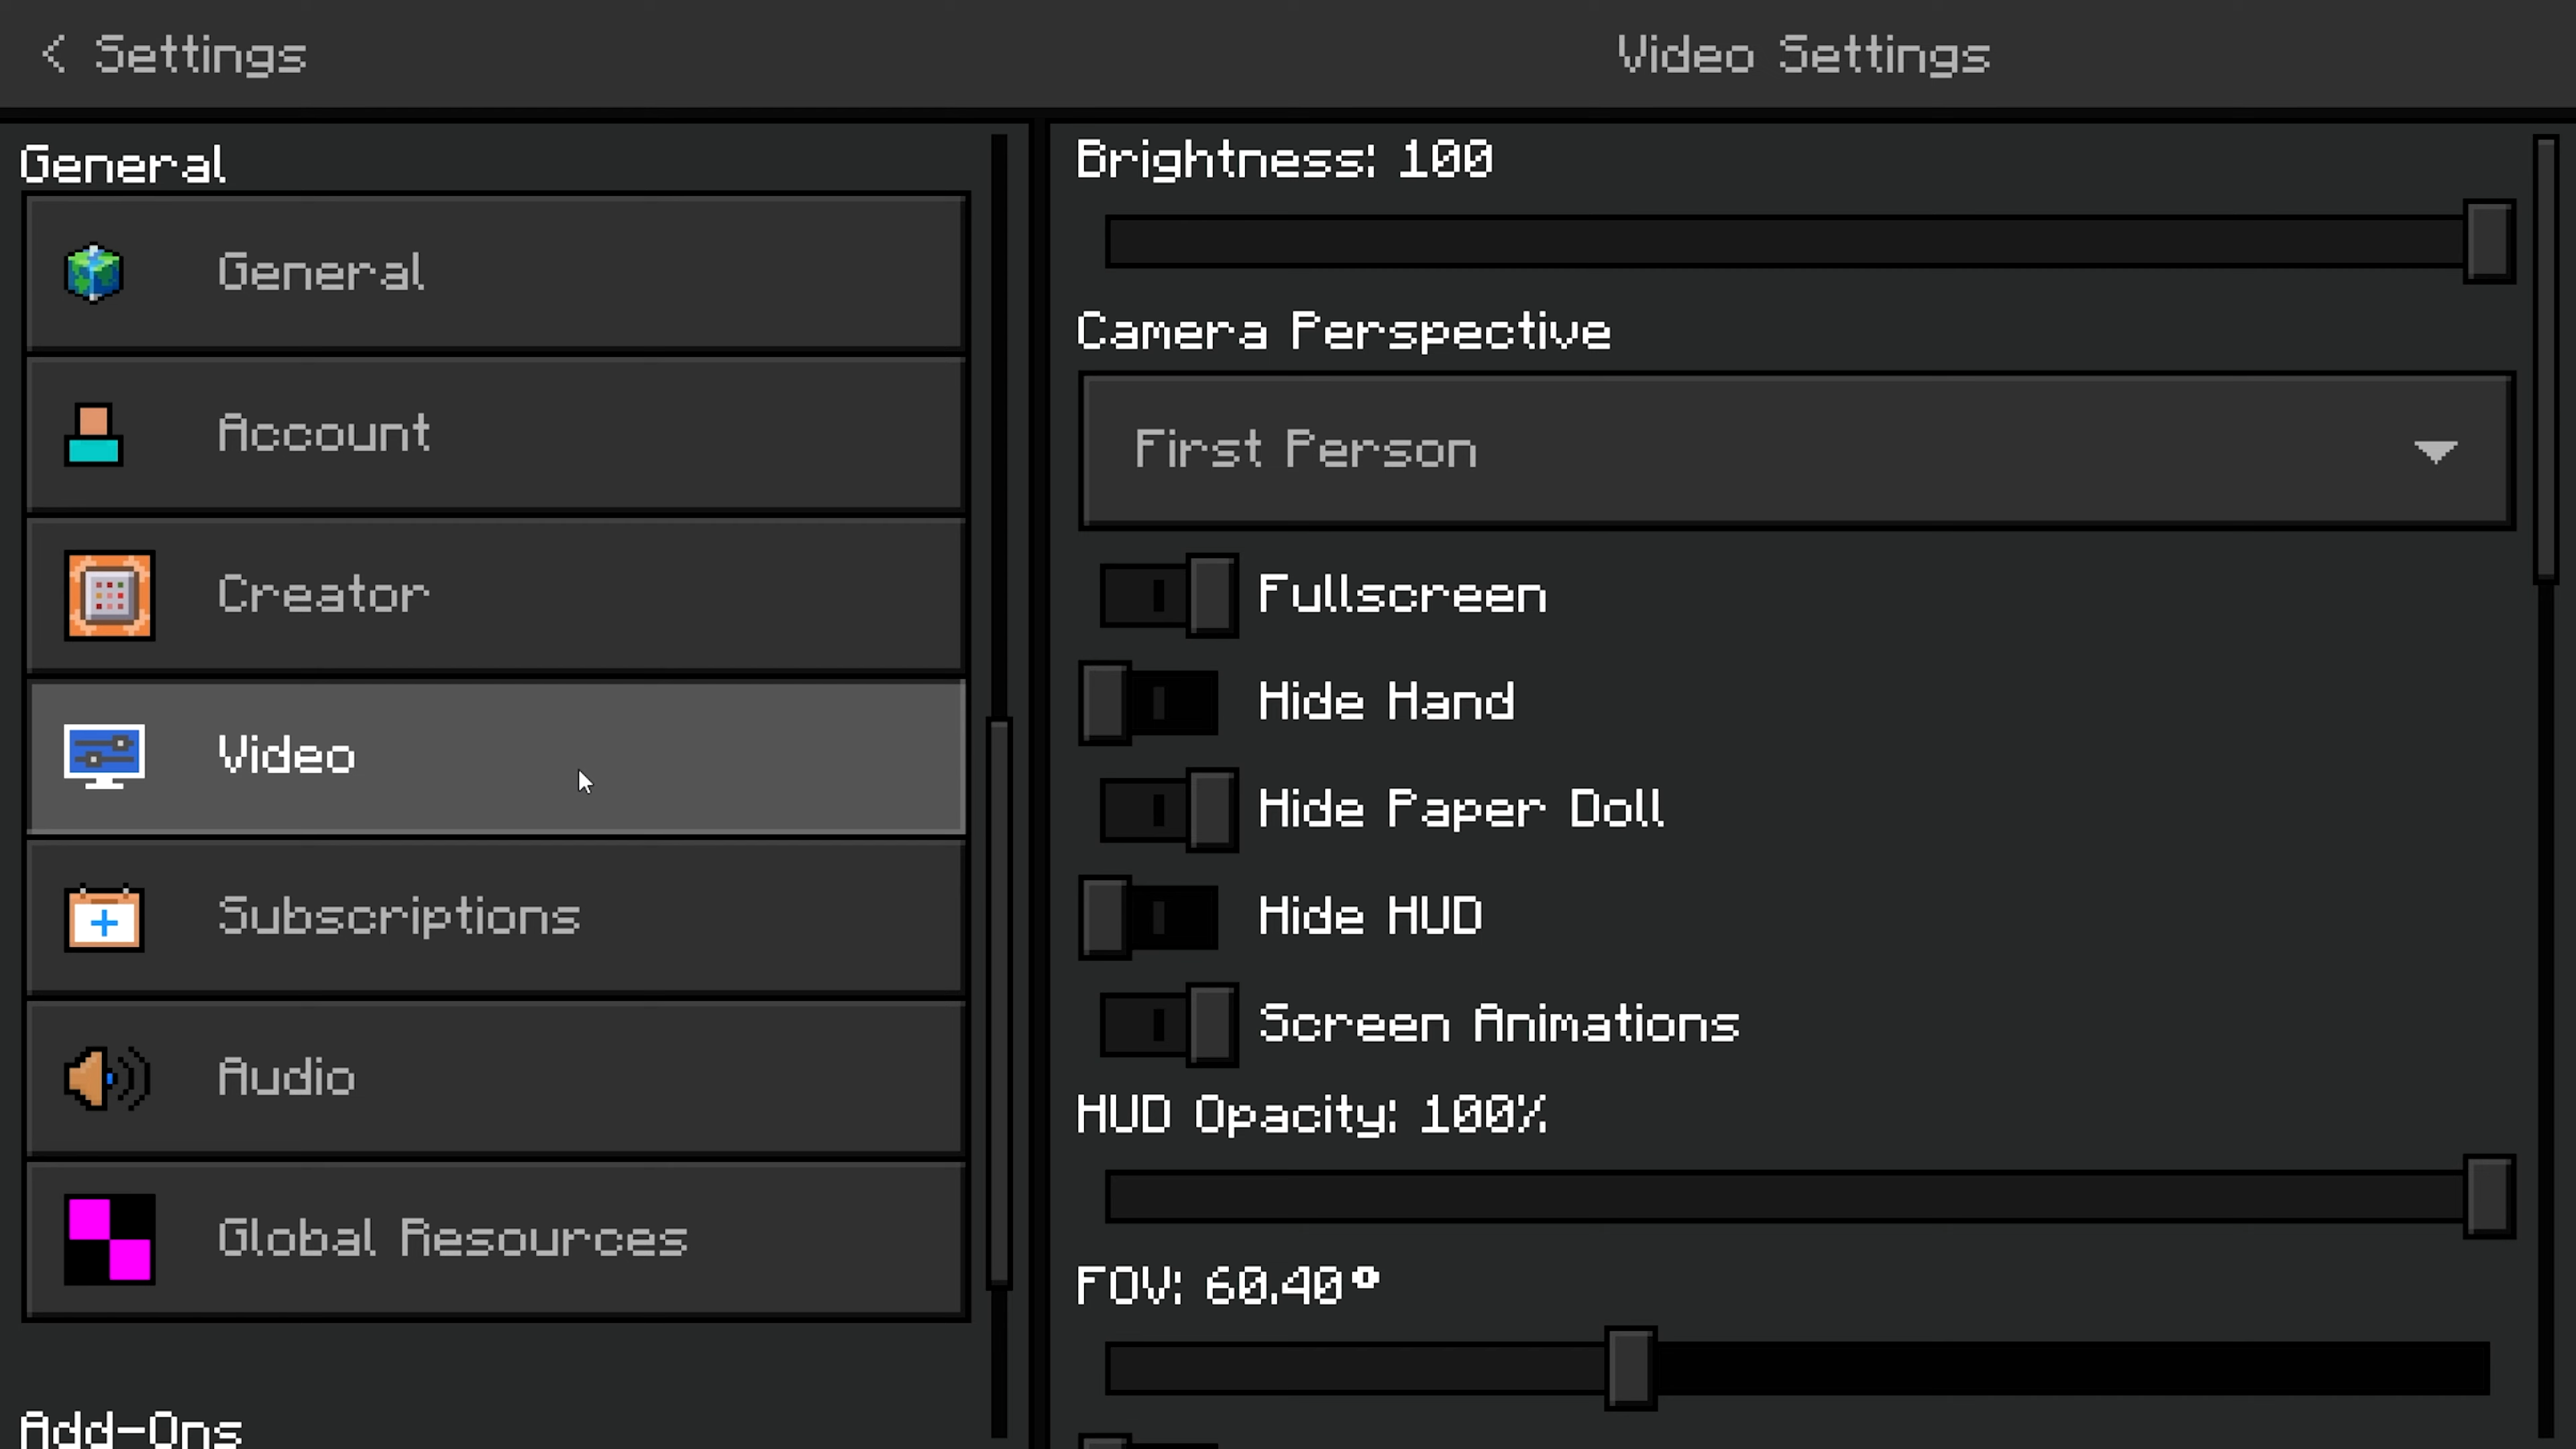 Settings
Video Settings
General
General
Account
Creator
Video
Subscriptions
Audio
Global Resources
Add-Ons
Brightness: 100
Camera Perspective
First Person
Fullscreen
Hide Hand
Hide Paper Doll
Hide HUD
Screen Animations
HUD Opacity: 100%
FOV: 60.40°